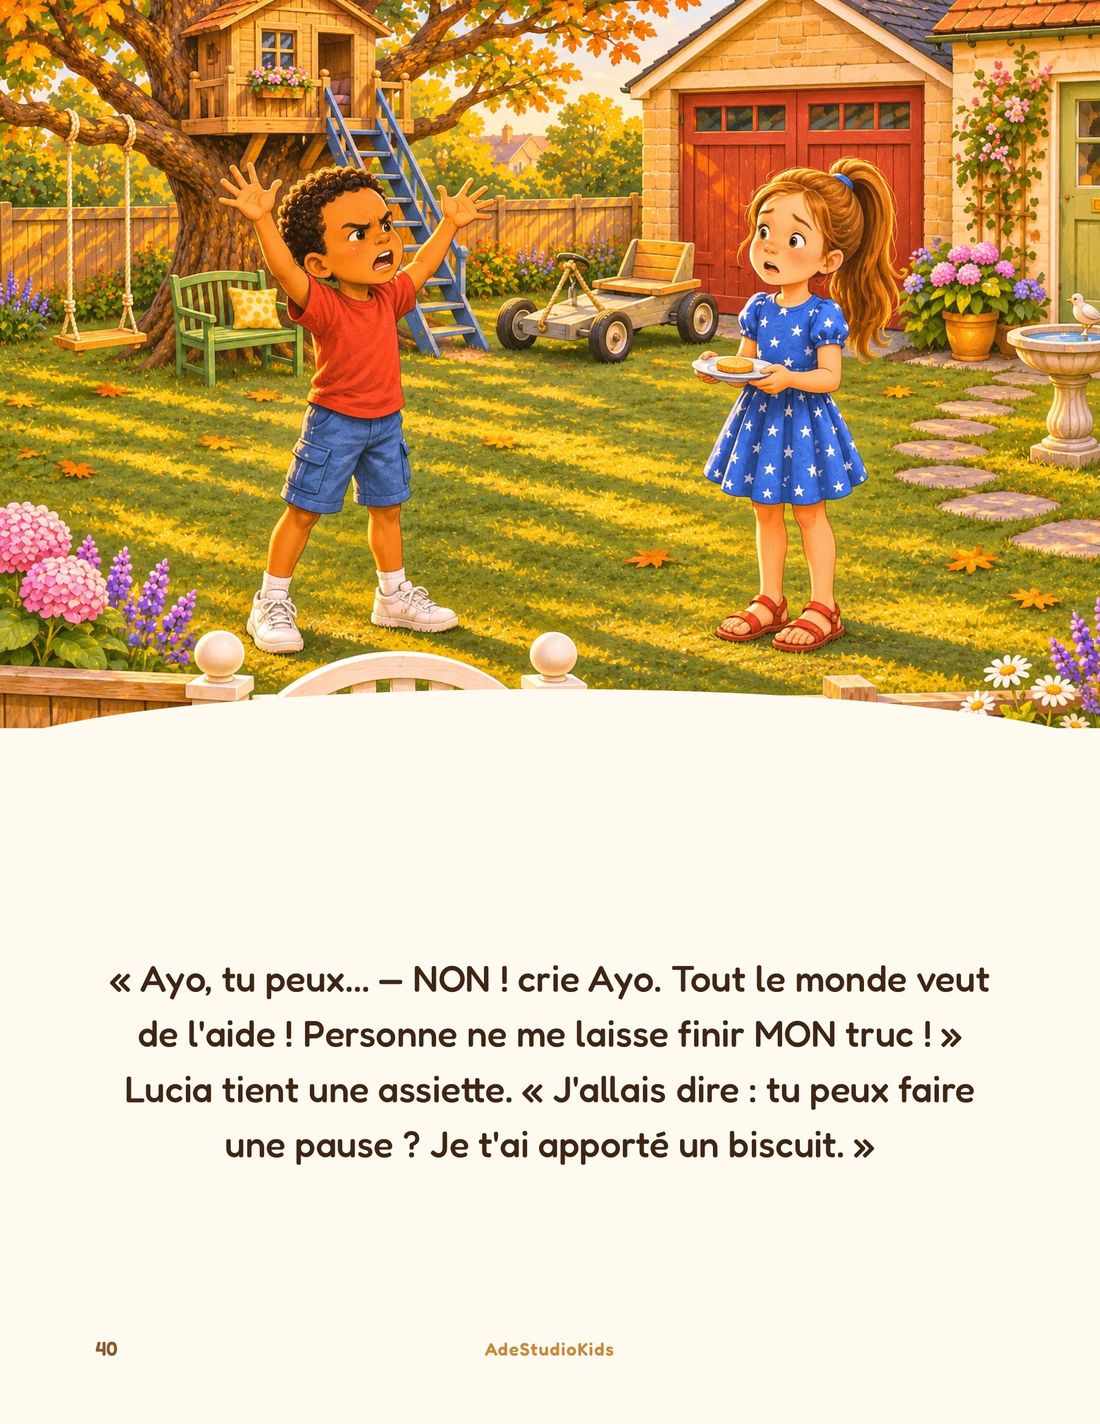 « Ayo, tu peux... — NON ! crie Ayo. Tout le monde veut
de l'aide ! Personne ne me laisse finir MON truc ! »
Lucia tient une assiette. « J'allais dire : tu peux faire
une pause ? Je t'ai apporté un biscuit. »
40
AdeStudioKids